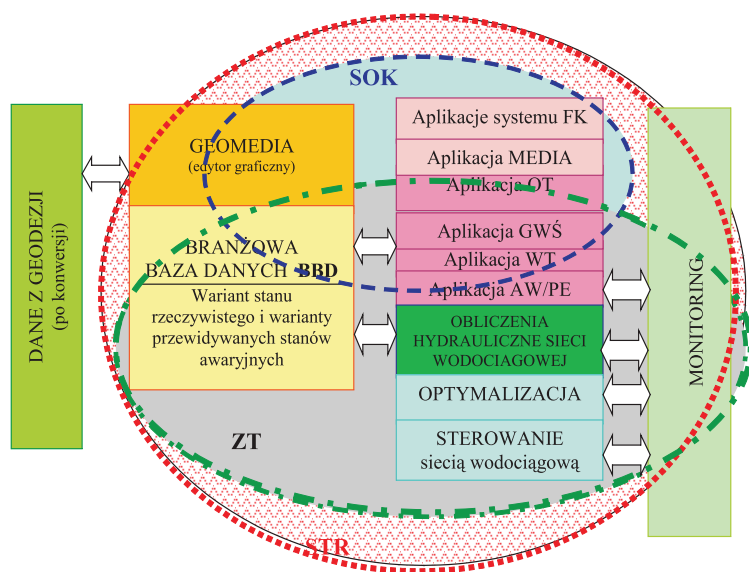 SOK
DANE Z GEODEZJI
(po konwersji)
GEOMEDIA
(edytor graficzny)
BRANŻOWA
BAZA DANYCH BBD
Wariant stanu
rzeczywistego i warianty
przewidywanych stanów
awaryjnych
Aplikacje systemu FK
Aplikacja MEDIA
Aplikacja OT
Aplikacja GWŚ
Aplikacja WT
Aplikacja AW/PE
OBLICZENIA
HYDRAULICZNE SIECI
WODOCIAGOWEJ
OPTYMALIZACJA
STEROWANIE
siecią wodociągową
MONITORING
ZT
STR